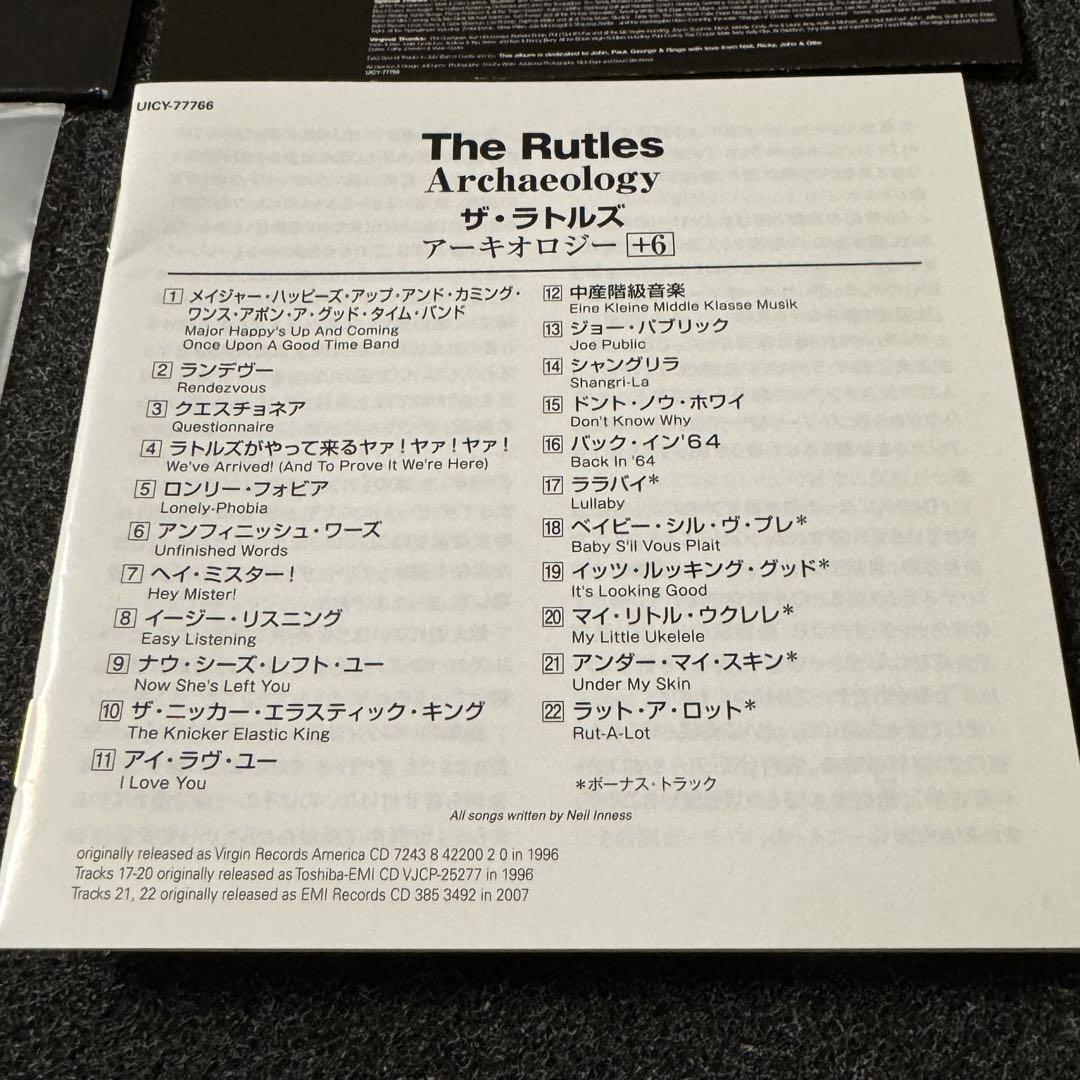 This album is dedicated to John, Paul, George & Ringo with love from Neil, Ricky, John & Ollie
UICY-77766
UICY-77766
The Rutles
Archaeology
ザ・ラトルズ
アーキオロジー +6
1 メイジャー・ハッピーズ・アップ・アンド・カミング・
ワンス・アポン・ア・グッド・タイム・バンド
Major Happy's Up And Coming
Once Upon A Good Time Band
2 ランデヴー
Rendezvous
3 クエスチョネア
Questionnaire
4 ラトルズがやって来るヤァ！ヤァ！ヤァ！
We've Arrived! (And To Prove It We're Here)
5 ロンリー・フォビア
Lonely-Phobia
6 アンフィニッシュ・ワーズ
Unfinished Words
7 ヘイ・ミスター！
Hey Mister!
8 イージー・リスニング
Easy Listening
9 ナウ・シーズ・レフト・ユー
Now She's Left You
10 ザ・ニッカー・エラスティック・キング
The Knicker Elastic King
11 アイ・ラヴ・ユー
I Love You
12 中産階級音楽
Eine Kleine Middle Klasse Musik
13 ジョー・パブリック
Joe Public
14 シャングリラ
Shangri-La
15 ドント・ノウ・ホワイ
Don't Know Why
16 バック・イン'64
Back In '64
17 ララバイ*
Lullaby
18 ベイビー・シル・ヴ・プレ*
Baby S'il Vous Plait
19 イッツ・ルッキング・グッド*
It's Looking Good
20 マイ・リトル・ウクレレ*
My Little Ukelele
21 アンダー・マイ・スキン*
Under My Skin
22 ラット・ア・ロット*
Rut-A-Lot
*ボーナス・トラック
All songs written by Neil Inness
originally released as Virgin Records America CD 7243 8 42200 2 0 in 1996
Tracks 17-20 originally released as Toshiba-EMI CD VJCP-25277 in 1996
Tracks 21, 22 originally released as EMI Records CD 385 3492 in 2007